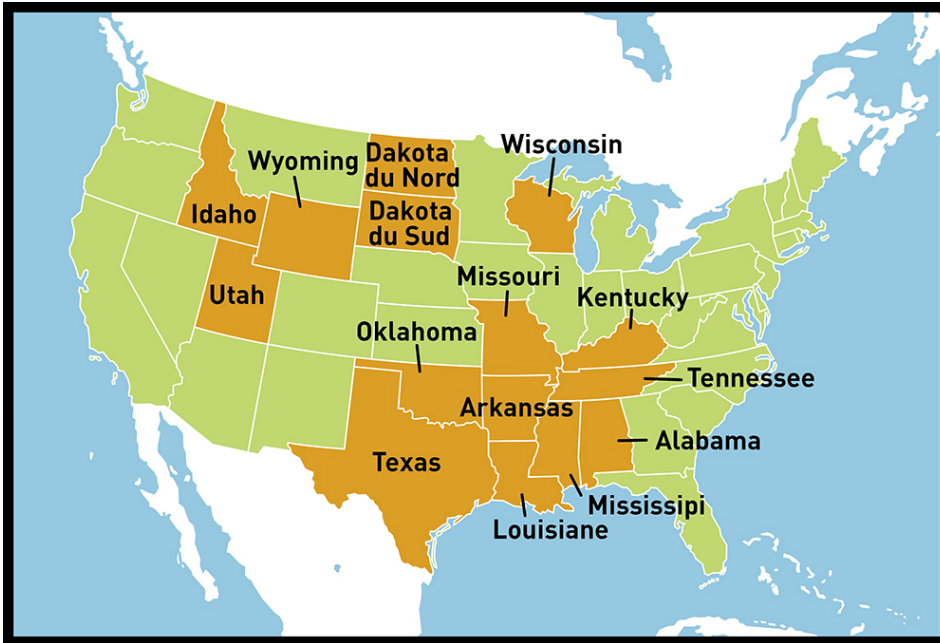 Wisconsin
Dakota
du Nord
Wyoming
Idaho
Dakota
du Sud
Missouri
Utah
Kentucky
Oklahoma
Tennessee
Arkansas
Alabama
Texas
Mississipi
Louisiane